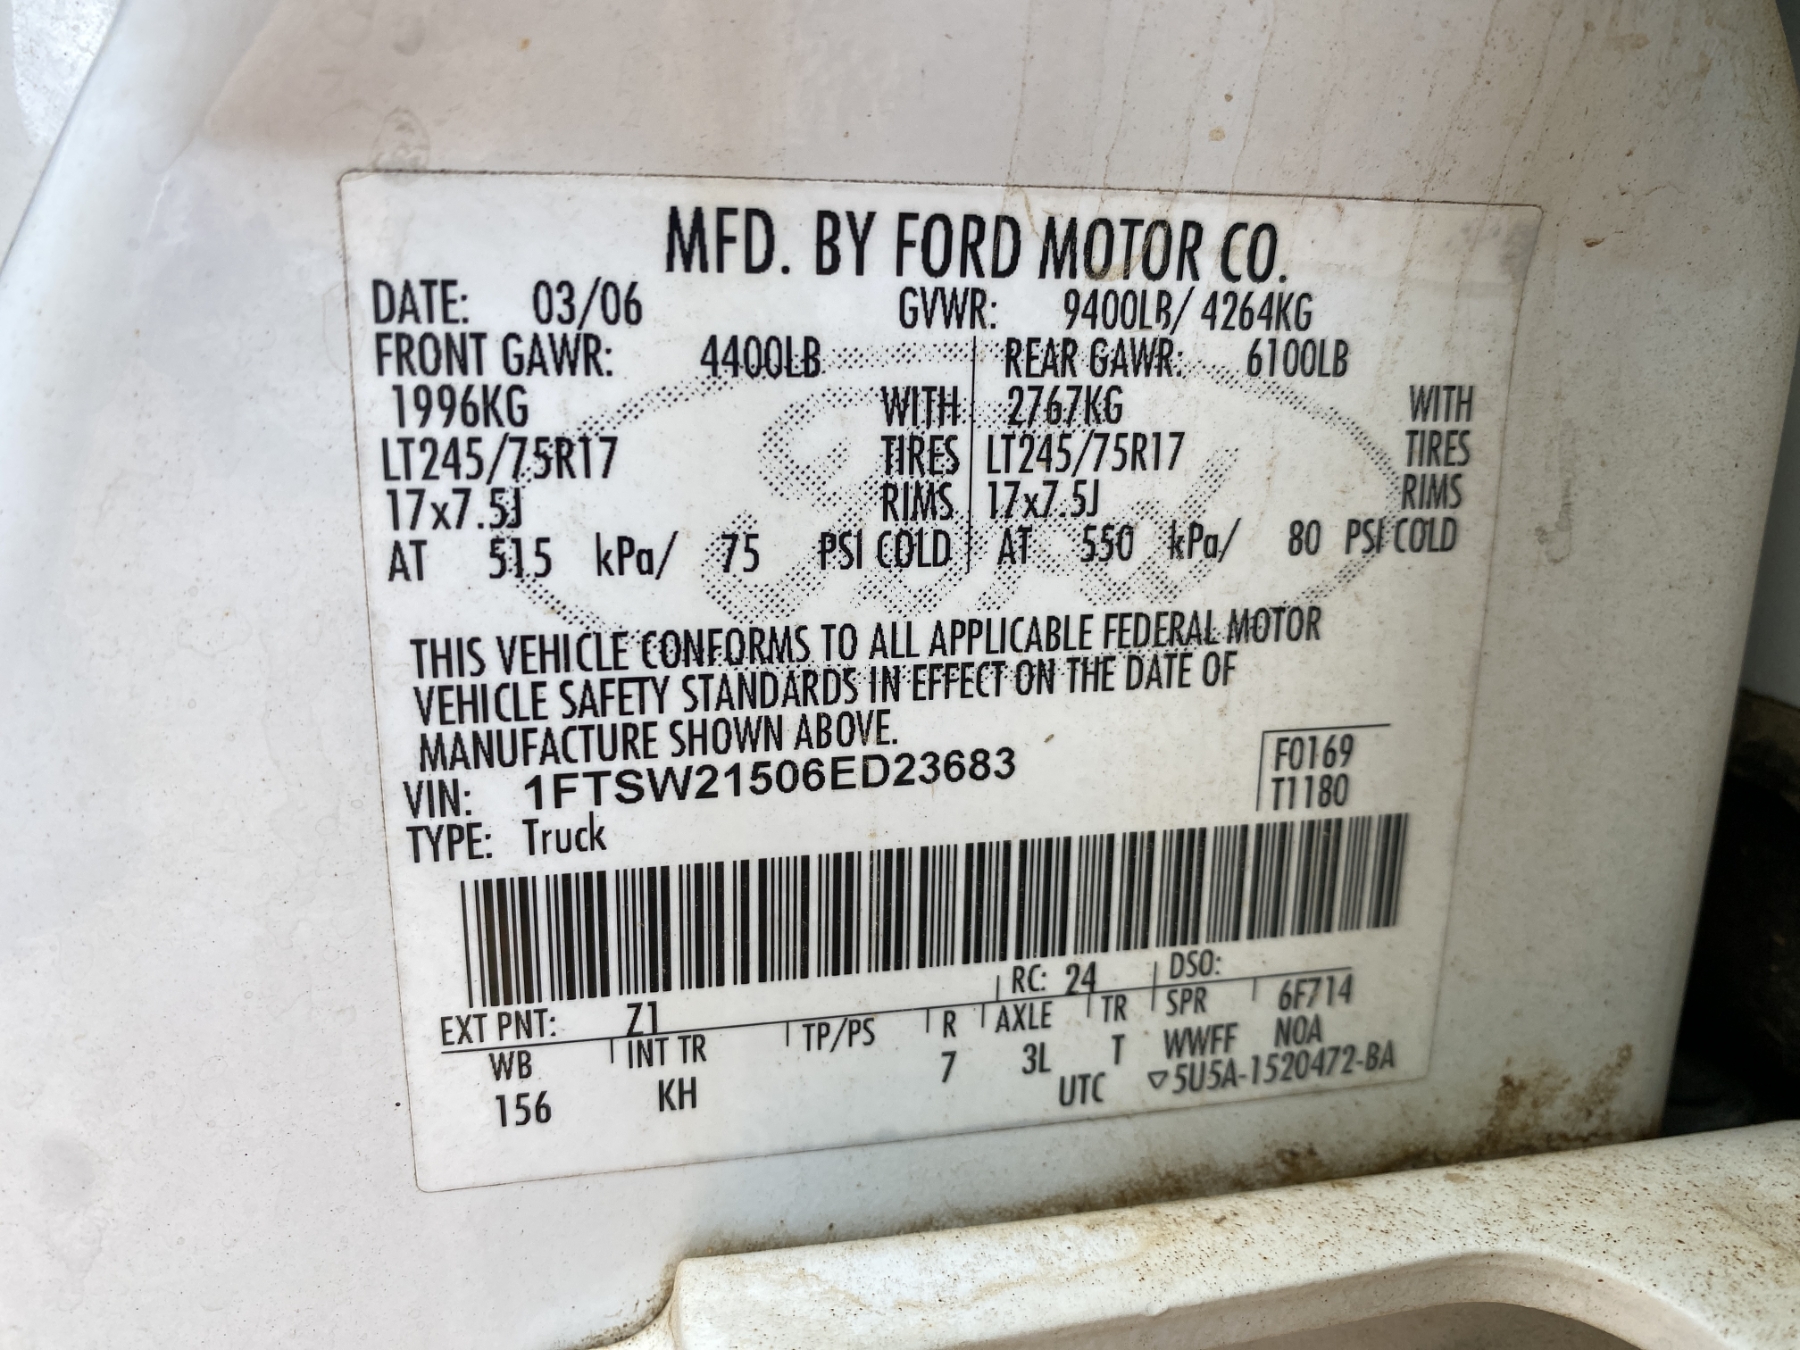 MFD. BY FORD MOTOR CO.
DATE: 03/06 GVWR: 9400LB/ 4264KG
FRONT GAWR: 4400LB REAR GAWR: 6100LB
1996KG WITH 2767KG WITH
LT245/75R17 TIRES LT245/75R17 TIRES
17x7.5J RIMS 17x7.5J RIMS
AT 515 kPa/ 75 PSI COLD AT 550 kPa/ 80 PSI COLD
THIS VEHICLE CONFORMS TO ALL APPLICABLE FEDERAL MOTOR
VEHICLE SAFETY STANDARDS IN EFFECT ON THE DATE OF
MANUFACTURE SHOWN ABOVE.
VIN: 1FTSW21506ED23683 F0169
TYPE: Truck T1180
RC: 24 DSO:
EXT PNT: Z1 6F714
WB INT TR TP/PS R AXLE TR SPR NOA
156 KH 7 3L T WWFF
UTC ▽5U5A-1520472-BA
Ford